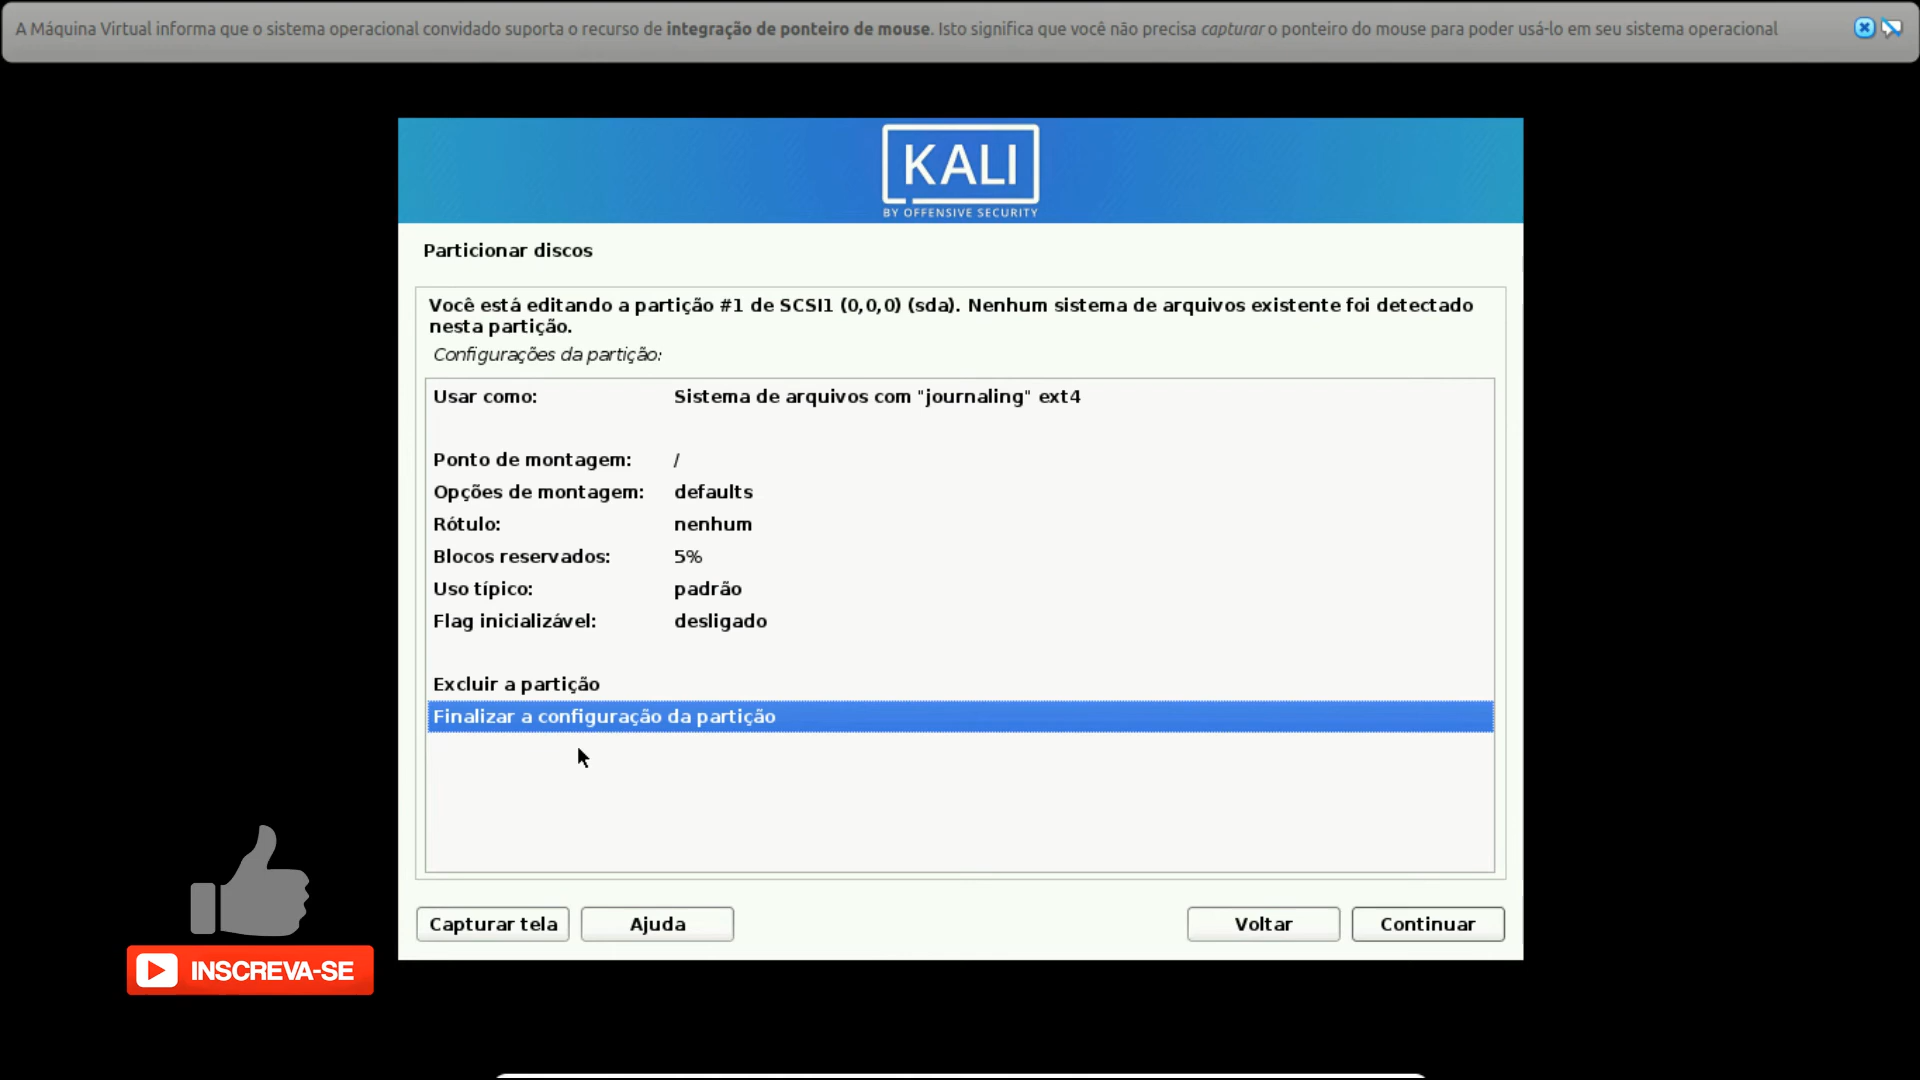 A Máquina Virtual informa que o sistema operacional convidado suporta o recurso de integração de ponteiro de mouse. Isto significa que você não precisa capturar o ponteiro do mouse para poder usá-lo em seu sistema operacional
KALI
BY OFFENSIVE SECURITY
Particionar discos
Você está editando a partição #1 de SCSI1 (0,0,0) (sda). Nenhum sistema de arquivos existente foi detectado
nesta partição.
Configurações da partição:
Usar como: Sistema de arquivos com "journaling" ext4
Ponto de montagem: /
Opções de montagem: defaults
Rótulo: nenhum
Blocos reservados: 5%
Uso típico: padrão
Flag inicializável: desligado
Excluir a partição
Finalizar a configuração da partição
Capturar tela Ajuda Voltar Continuar
INSCREVA-SE